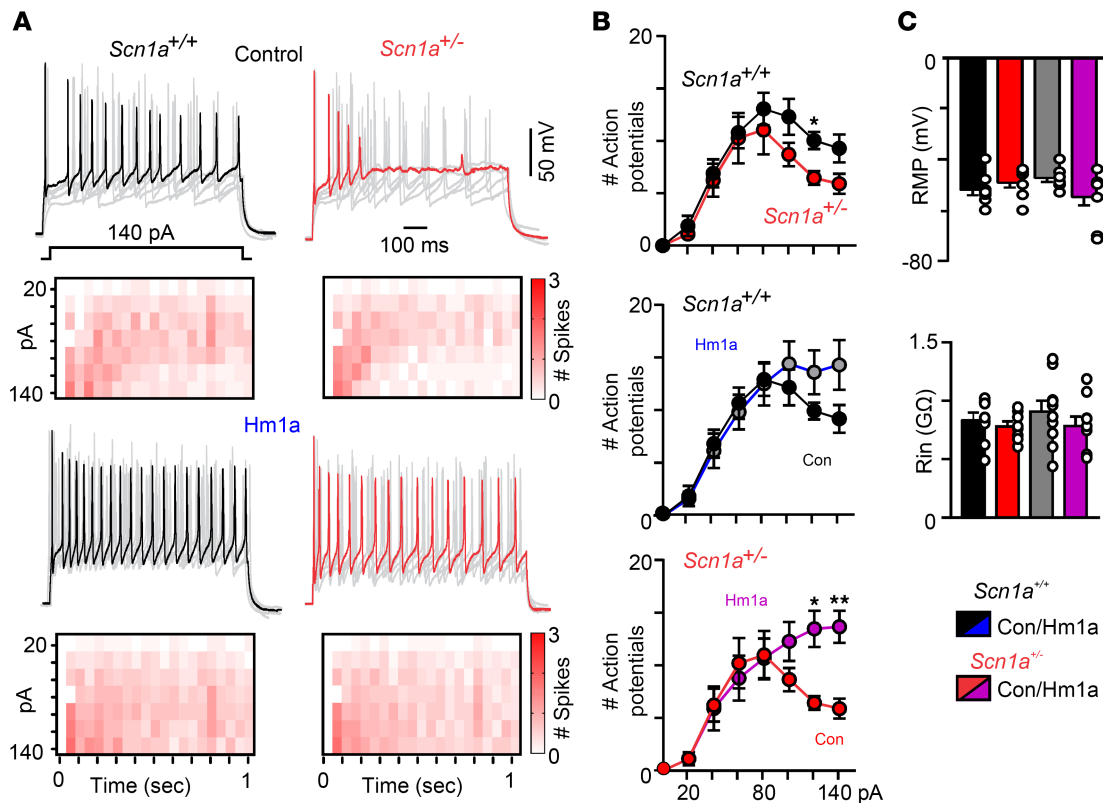 A
Scn1a+/+
Control
Scn1a+/-
50 mV
140 pA
100 ms
20
pA
140
3
# Spikes
0
3
# Spikes
0
Hm1a
20
pA
140
0
Time (sec)
1
0
Time (sec)
1
3
# Spikes
0
B
20
# Action
potentials
0
Scn1a+/+
*
Scn1a+/-
20
# Action
potentials
0
Scn1a+/+
Hm1a
Con
20
# Action
potentials
0
Scn1a+/-
Hm1a
* **
Con
20
80
140 pA
C
0
RMP (mV)
-80
1.5
Rin (GΩ)
0
Scn1a+/+
Con/Hm1a
Scn1a+/-
Con/Hm1a